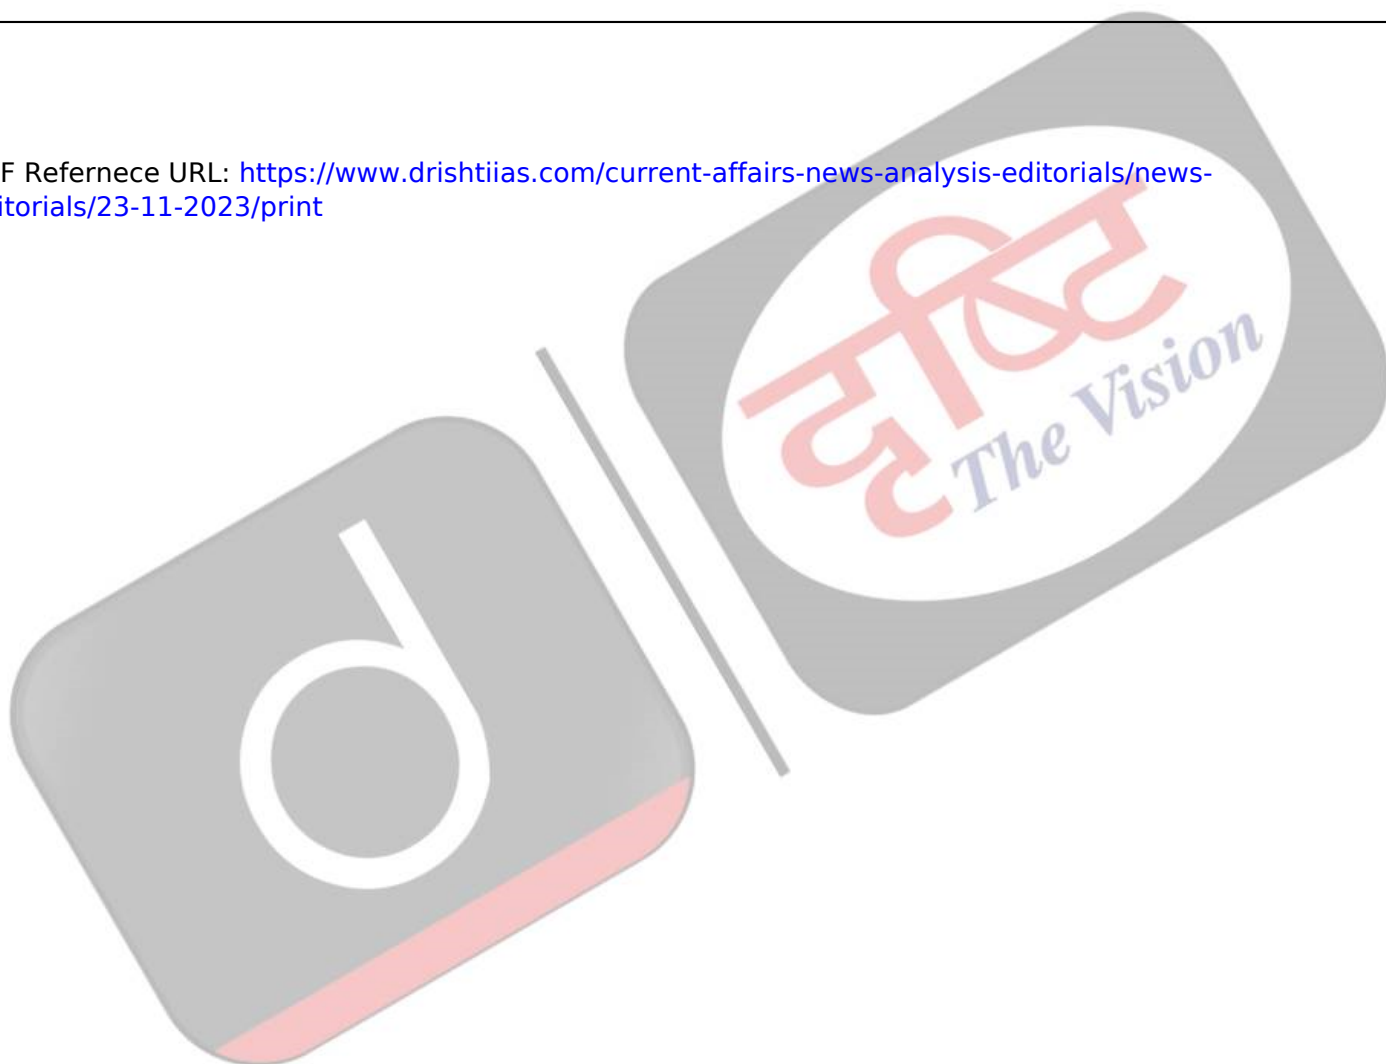 F Refernece URL: https://www.drishtiias.com/current-affairs-news-analysis-editorials/news-
itorials/23-11-2023/print
दृष्टि
The Vision
d